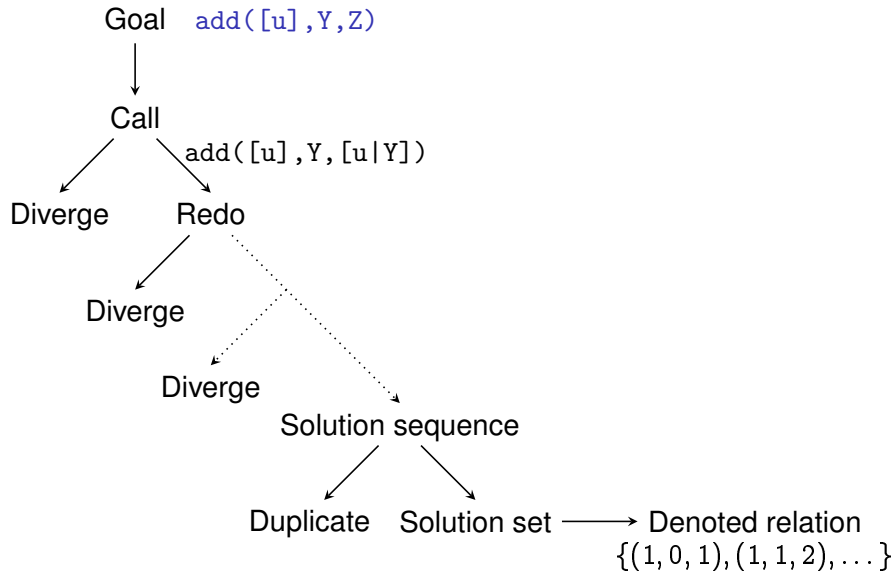 Goal add([u],Y,Z)
Call
add([u],Y,[u|Y])
Diverge Redo
Diverge
Diverge
Solution sequence
Duplicate Solution set Denoted relation
{(1, 0, 1), (1, 1, 2), . . . }